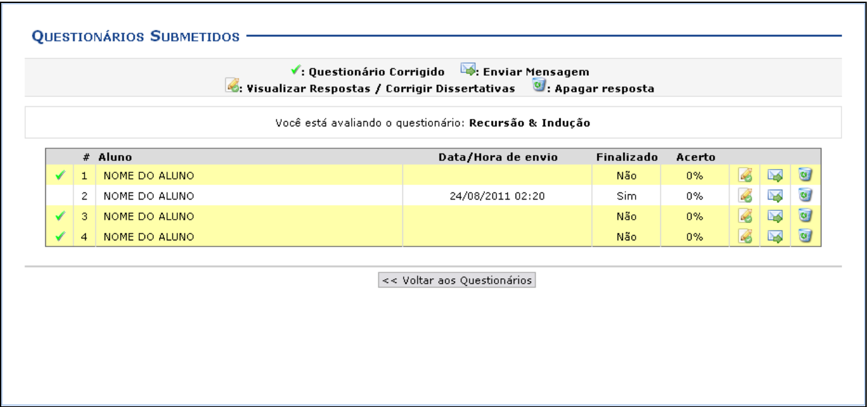 Questionários Submetidos
: Questionário Corrigido : Enviar Mensagem
: Visualizar Respostas / Corrigir Dissertativas : Apagar resposta
Você está avaliando o questionário: Recursão & Indução
# Aluno Data/Hora de envio Finalizado Acerto
1 NOME DO ALUNO Não 0%
2 NOME DO ALUNO 24/08/2011 02:20 Sim 0%
3 NOME DO ALUNO Não 0%
4 NOME DO ALUNO Não 0%
<< Voltar aos Questionários